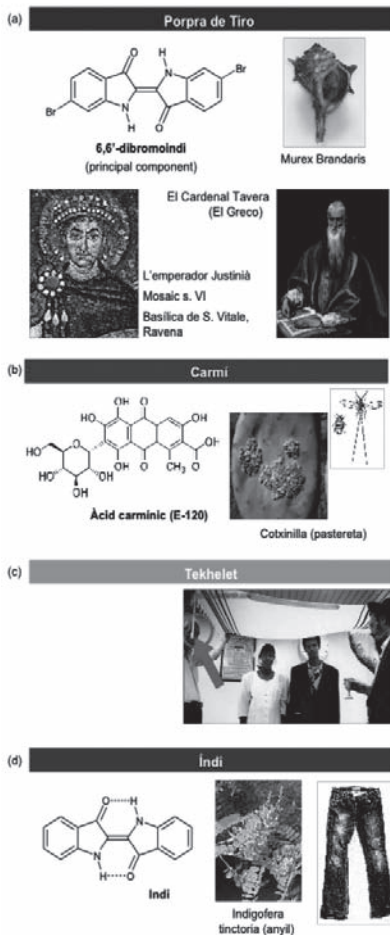 (a)
Porpra de Tiro
O
H
N
Br
Br
N
H
O
6,6'-dibromoindi
(principal component)
Murex Brandaris
El Cardenal Tavera
(El Greco)
L'emperador Justinià
Mosaic s. VI
Basílica de S. Vitale,
Ravena
(b)
Carmí
OH
O
HO
OH
HO
O
OH
HO
OH
OH
O
CH3
O
HO
OH
Àcid carmínic (E-120)
Cotxinilla (pastereta)
(c)
Tekhelet
(d)
Índi
O
H
N
N
H
O
Indi
Indigofera
tinctoria (anyil)